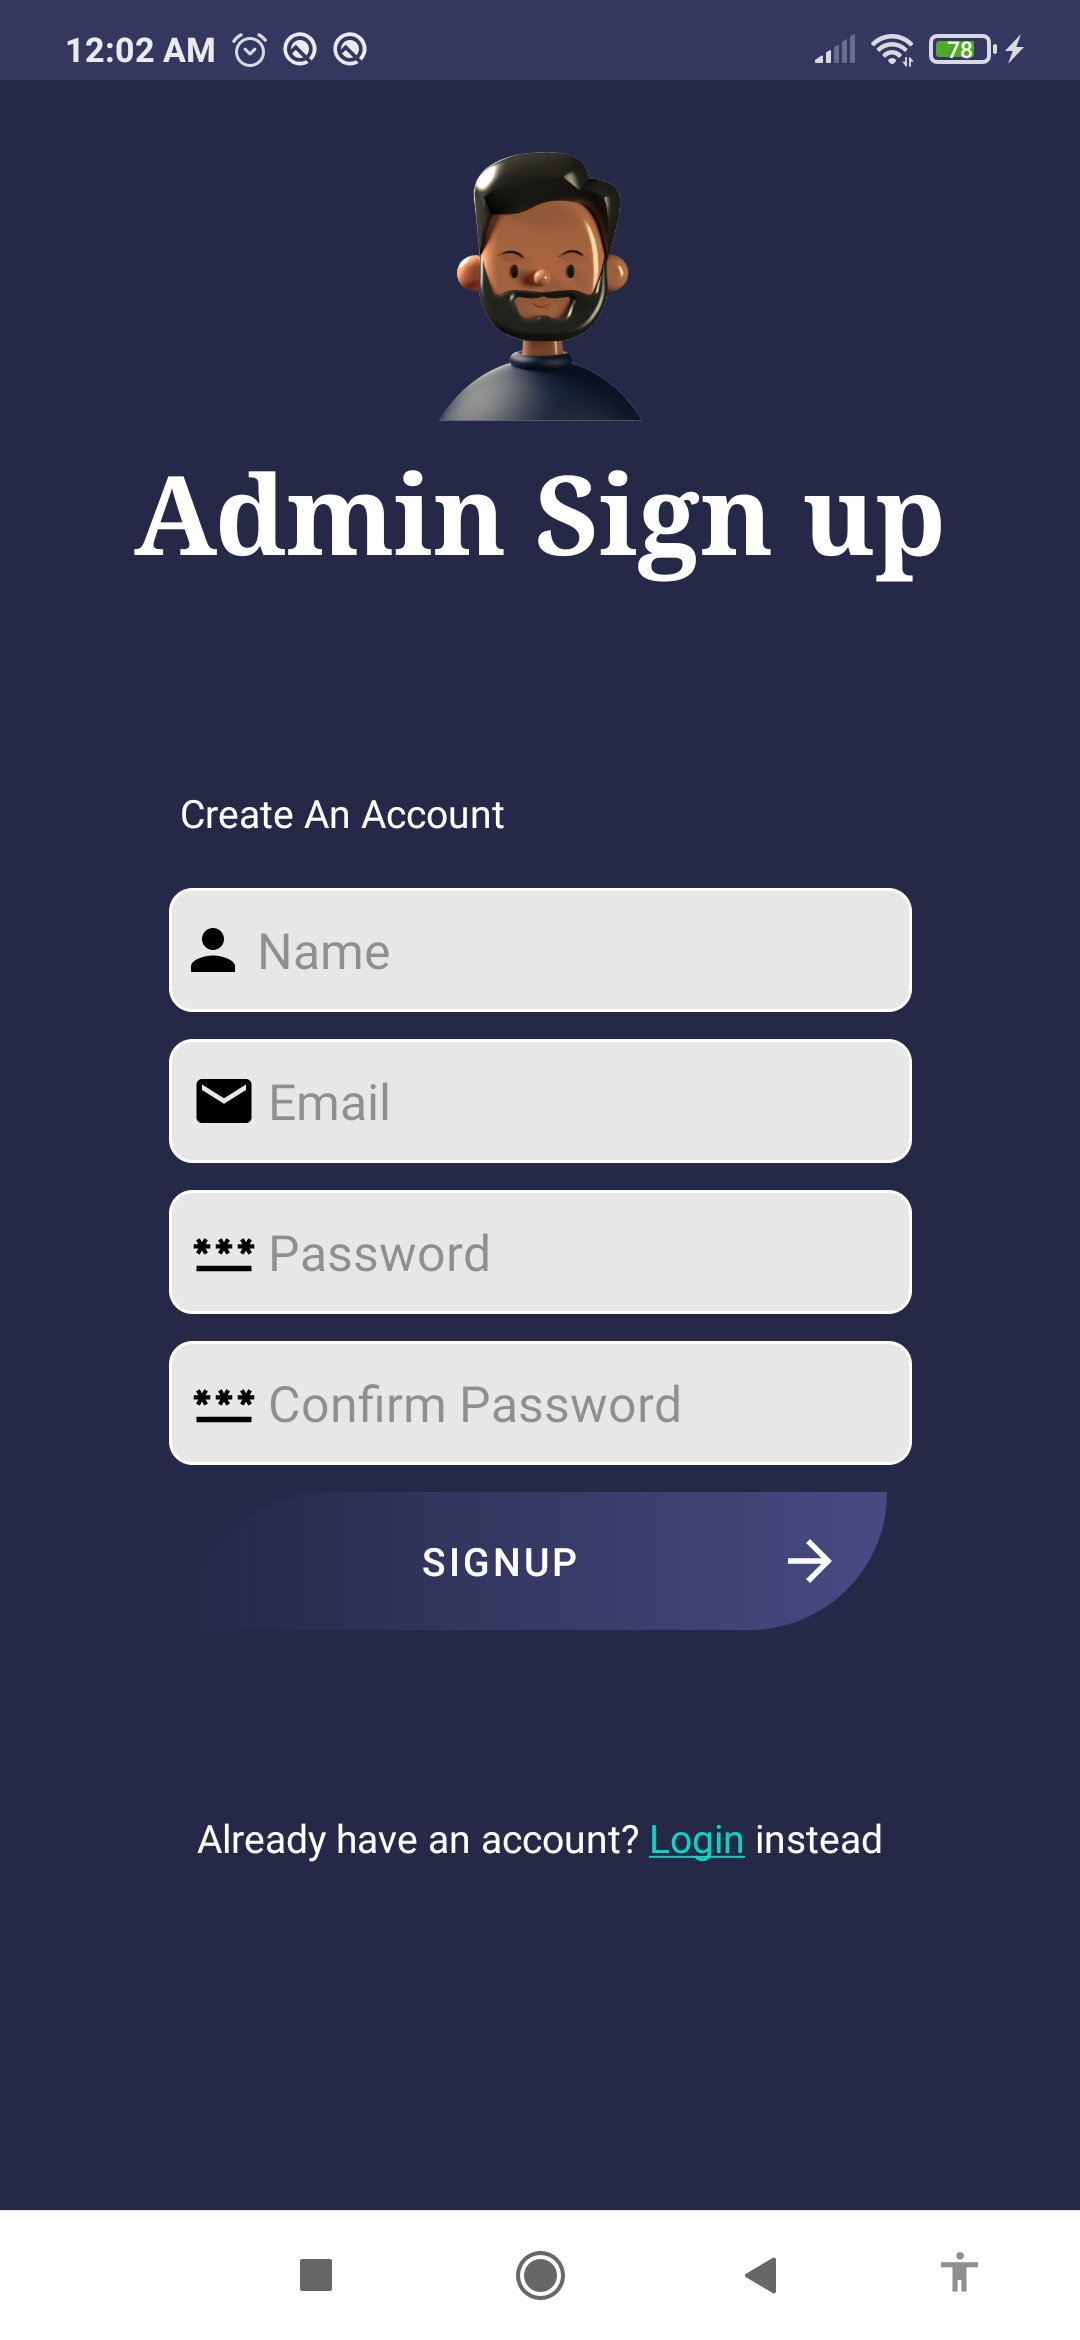 12:02 AM
78
Admin Sign up
Create An Account
Name
Email
Password
Confirm Password
SIGNUP
Already have an account? Login instead